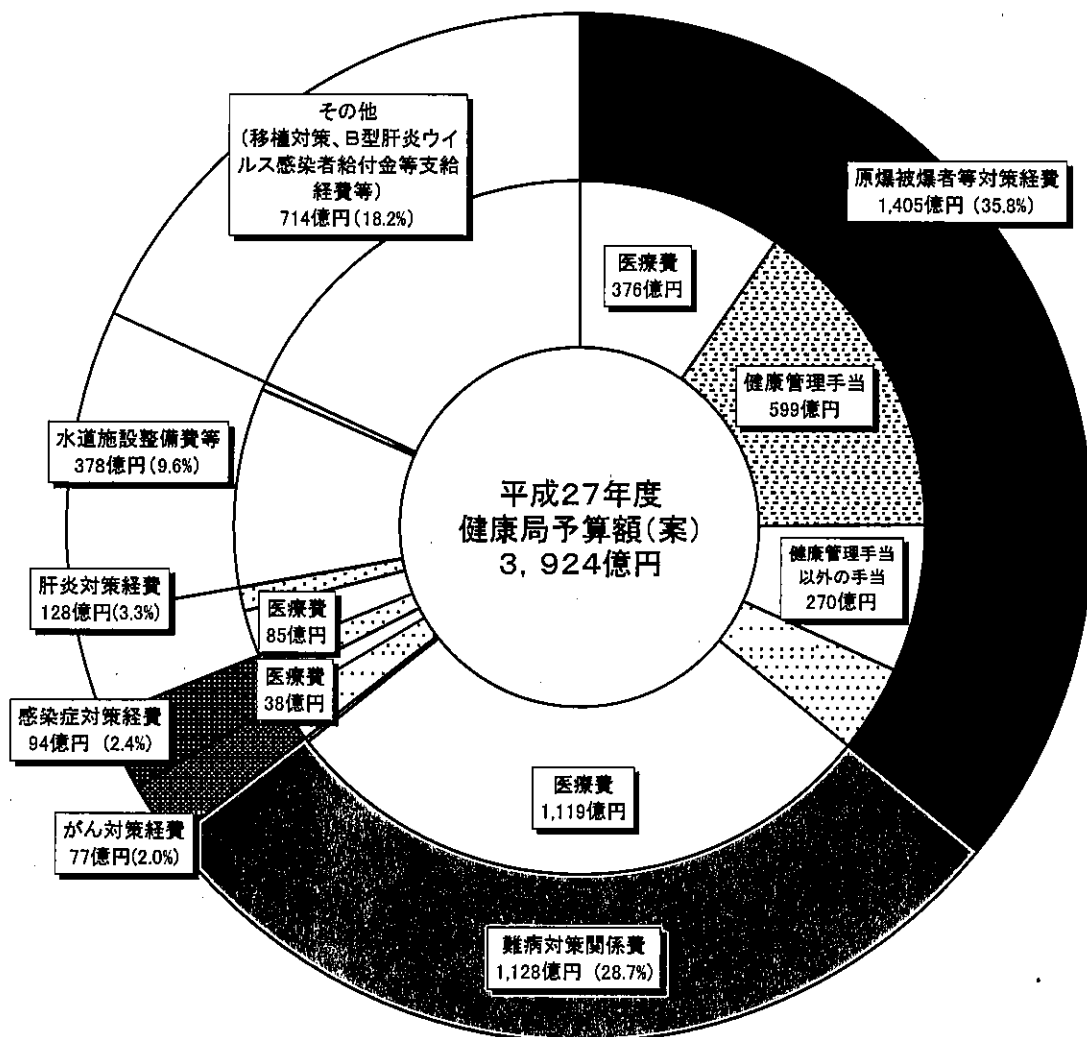 その他
(移植対策、B型肝炎ウイ
ルス感染者給付金等支給
経費等)
714億円(18.2%)
原爆被爆者等対策経費
1,405億円 (35.8%)
医療費
376億円
健康管理手当
599億円
水道施設整備費等
378億円(9.6%)
平成27年度
健康局予算額(案)
3,924億円
健康管理手当
以外の手当
270億円
肝炎対策経費
128億円(3.3%)
医療費
85億円
医療費
38億円
感染症対策経費
94億円 (2.4%)
医療費
1,119億円
がん対策経費
77億円(2.0%)
難病対策関係費
1,128億円 (28.7%)